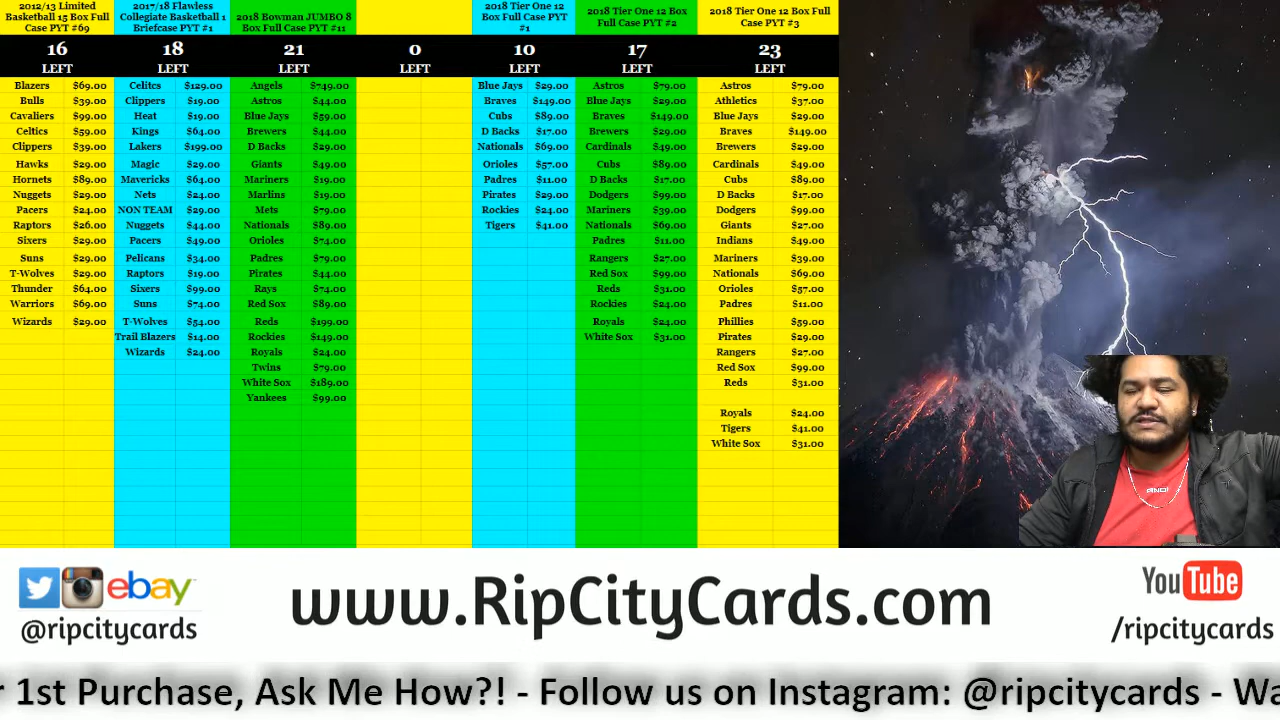 2012/13 Limited
Basketball 15 Box Full
Case PYT #69
16
LEFT
Blazers $69.00
Bulls $39.00
Cavaliers $99.00
Celtics $59.00
Clippers $39.00
Hawks $29.00
Hornets $89.00
Nuggets $29.00
Pacers $24.00
Raptors $26.00
Sixers $29.00
Suns $29.00
T-Wolves $29.00
Thunder $64.00
Warriors $69.00
Wizards $29.00
2017/18 Flawless
Collegiate Basketball 1
Briefcase PYT #1
18
LEFT
Celitcs $129.00
Clippers $19.00
Heat $19.00
Kings $64.00
Lakers $199.00
Magic $29.00
Mavericks $64.00
Nets $24.00
NON TEAM $29.00
Nuggets $44.00
Pacers $49.00
Pelicans $34.00
Raptors $19.00
Sixers $99.00
Suns $74.00
T-Wolves $54.00
Trail Blazers $14.00
Wizards $24.00
2018 Bowman JUMBO 8
Box Full Case PYT #11
21
LEFT
Angels $749.00
Astros $44.00
Blue Jays $59.00
Brewers $44.00
D Backs $29.00
Giants $49.00
Mariners $19.00
Marlins $19.00
Mets $79.00
Nationals $89.00
Orioles $74.00
Padres $79.00
Pirates $44.00
Rays $74.00
Red Sox $89.00
Reds $199.00
Rockies $149.00
Royals $24.00
Twins $79.00
White Sox $189.00
Yankees $99.00
0
LEFT
2018 Tier One 12
Box Full Case PYT
#1
10
LEFT
Blue Jays $29.00
Braves $149.00
Cubs $89.00
D Backs $17.00
Nationals $69.00
Orioles $57.00
Padres $11.00
Pirates $29.00
Rockies $24.00
Tigers $41.00
2018 Tier One 12 Box
Full Case PYT #2
17
LEFT
Astros $79.00
Blue Jays $29.00
Braves $149.00
Brewers $29.00
Cardinals $49.00
Cubs $89.00
D Backs $17.00
Dodgers $99.00
Mariners $39.00
Nationals $69.00
Padres $11.00
Rangers $27.00
Red Sox $99.00
Reds $31.00
Rockies $24.00
Royals $24.00
White Sox $31.00
2018 Tier One 12 Box Full
Case PYT #3
23
LEFT
Astros $79.00
Athletics $37.00
Blue Jays $29.00
Braves $149.00
Brewers $29.00
Cardinals $49.00
Cubs $89.00
D Backs $17.00
Dodgers $99.00
Giants $27.00
Indians $49.00
Mariners $39.00
Nationals $69.00
Orioles $57.00
Padres $11.00
Phillies $59.00
Pirates $29.00
Rangers $27.00
Red Sox $99.00
Reds $31.00
Royals $24.00
Tigers $41.00
White Sox $31.00
ebay
@ripcitycards
www.RipCityCards.com
YouTube
/ripcitycards
r 1st Purchase, Ask Me How?! - Follow us on Instagram: @ripcitycards - Wa